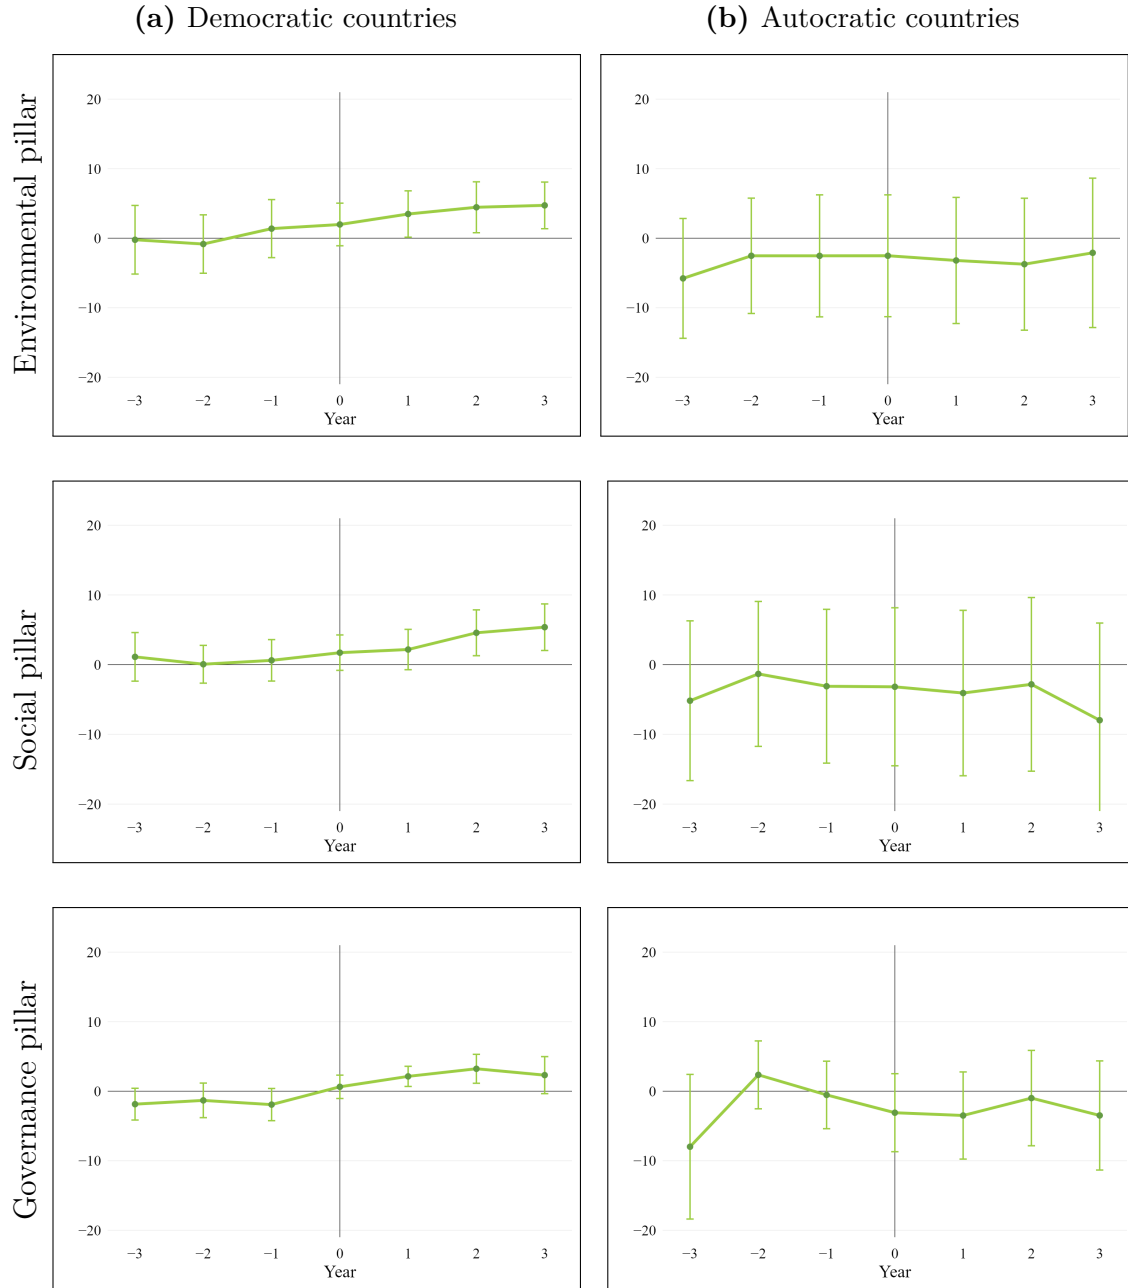 (a) Democratic countries
(b) Autocratic countries
Environmental pillar
20
10
0
−10
−20
−3 −2 −1 0 1 2 3
Year
20
10
0
−10
−20
−3 −2 −1 0 1 2 3
Year
Social pillar
20
10
0
−10
−20
−3 −2 −1 0 1 2 3
Year
20
10
0
−10
−20
−3 −2 −1 0 1 2 3
Year
Governance pillar
20
10
0
−10
−20
−3 −2 −1 0 1 2 3
Year
20
10
0
−10
−20
−3 −2 −1 0 1 2 3
Year